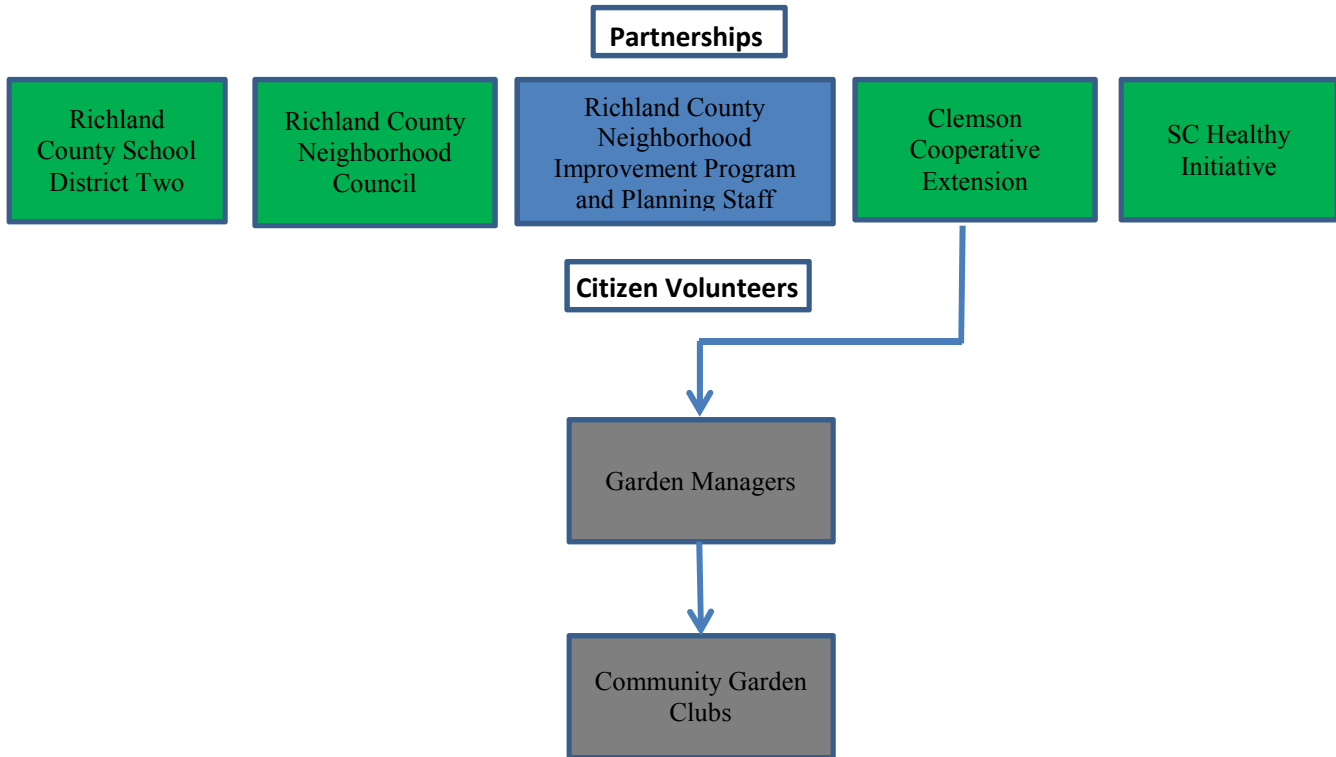 Partnerships
Richland
County School
District Two
Richland County
Neighborhood
Council
Richland County
Neighborhood
Improvement Program
and Planning Staff
Clemson
Cooperative
Extension
SC Healthy
Initiative
Citizen Volunteers
Garden Managers
Community Garden
Clubs